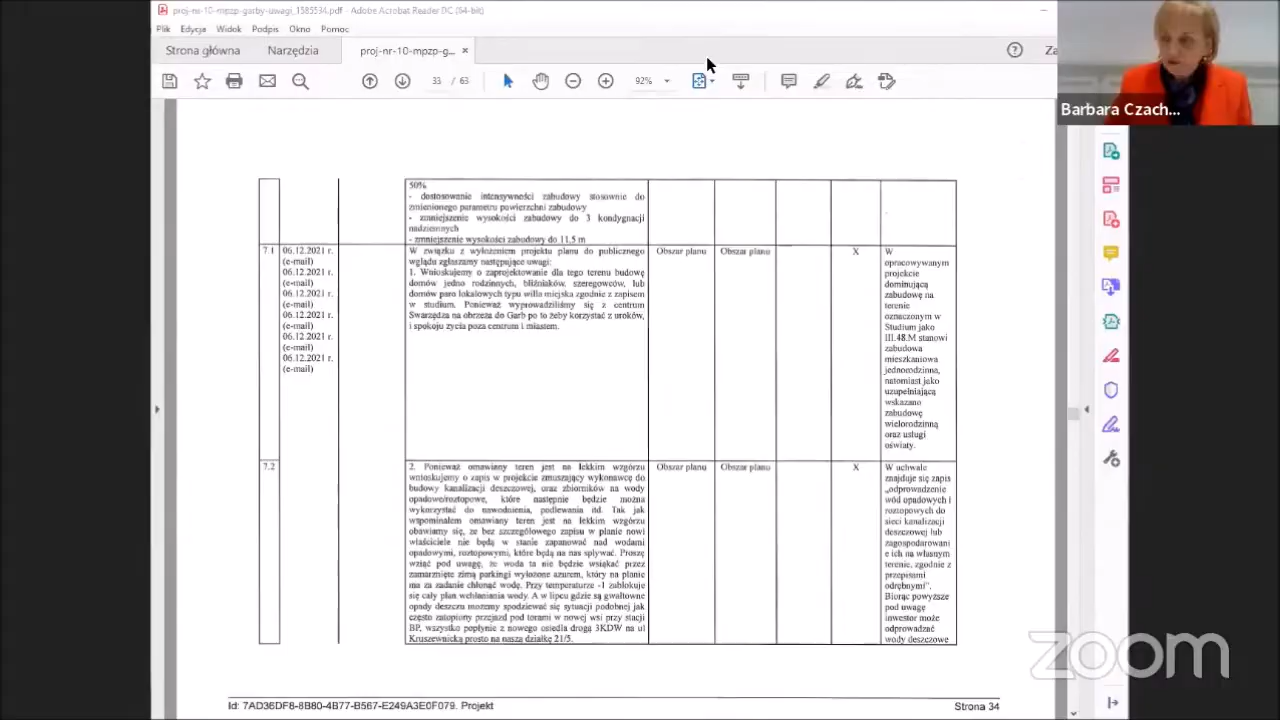 proj-nr-10-mpzp-garby-uwagi_1585534.pdf - Adobe Acrobat Reader DC (64-bit)
Plik Edycja Widok Podpis Okno Pomoc
Strona główna Narzędzia proj-nr-10-mpzp-g... × Za
33 / 63 92%
Barbara Czach...
50%
- dostosowanie intensywności zabudowy stosownie do
zmienionego parametru powierzchni zabudowy
- zmniejszenie wysokości zabudowy do 3 kondygnacji
nadziemnych
- zmniejszenie wysokości zabudowy do 11,5 m
7.1
06.12.2021 r.
(e-mail)
06.12.2021 r.
(e-mail)
06.12.2021 r.
(e-mail)
06.12.2021 r.
(e-mail)
06.12.2021 r.
(e-mail)
06.12.2021 r.
(e-mail)
W związku z wyłożeniem projektu planu do publicznego
wglądu zgłaszamy następujące uwagi:
1. Wnioskujemy o zaprojektowanie dla tego terenu budowę
domów jedno rodzinnych, bliźniaków, szeregowców, lub
domów paro lokalowych typu willa miejska zgodnie z zapisem
w studium. Ponieważ wyprowadziliśmy się z centrum
Swarzędza na obrzeża do Garb po to żeby korzystać z uroków,
i spokoju życia poza centrum i miastem.
Obszar planu
Obszar planu
X
W
opracowywanym
projekcie
dominującą
zabudowę na
terenie
oznaczonym w
Studium jako
III.48.M stanowi
zabudowa
mieszkaniowa
jednorodzinna,
natomiast jako
uzupełniającą
wskazano
zabudowę
wielorodzinną
oraz usługi
oświaty.
7.2
2. Ponieważ omawiany teren jest na lekkim wzgórzu
wnioskujemy o zapis w projekcie zmuszający wykonawcę do
budowy kanalizacji deszczowej, oraz zbiorników na wody
opadowe/roztopowe, które następnie będzie można
wykorzystać do nawodnienia, podlewania itd. Tak jak
wspominałem omawiany teren jest na lekkim wzgórzu
obawiamy się, że bez szczegółowego zapisu w planie nowi
właściciele nie będą w stanie zapanować nad wodami
opadowymi, roztopowymi, które będą na nas spływać. Proszę
wziąć pod uwagę, że woda ta nie będzie wsiąkać przez
zamarznięte zimą parkingi wyłożone ażurem, który na planie
ma za zadanie chłonąć wodę. Przy temperaturze -1 zablokuje
się cały plan wchłaniania wody. A w lipcu gdzie są gwałtowne
opady deszczu możemy spodziewać się sytuacji podobnej jak
często zatopiony przejazd pod torami w nowej wsi przy stacji
BP, wszystko popłynie z nowego osiedla drogą 3KDW na ul
Kruszewnicką prosto na naszą działkę 21/5.
Obszar planu
Obszar planu
X
W uchwale
znajduje się zapis
„odprowadzenie
wód opadowych i
roztopowych do
sieci kanalizacji
deszczowej lub
zagospodarowani
e ich na własnym
terenie, zgodnie z
przepisami
odrębnymi”.
Biorąc powyższe
pod uwagę
inwestor może
odprowadzać
wody deszczowe
zoom
Id: 7AD36DF8-8B80-4B77-B567-E249A3E0F079. Projekt
Strona 34